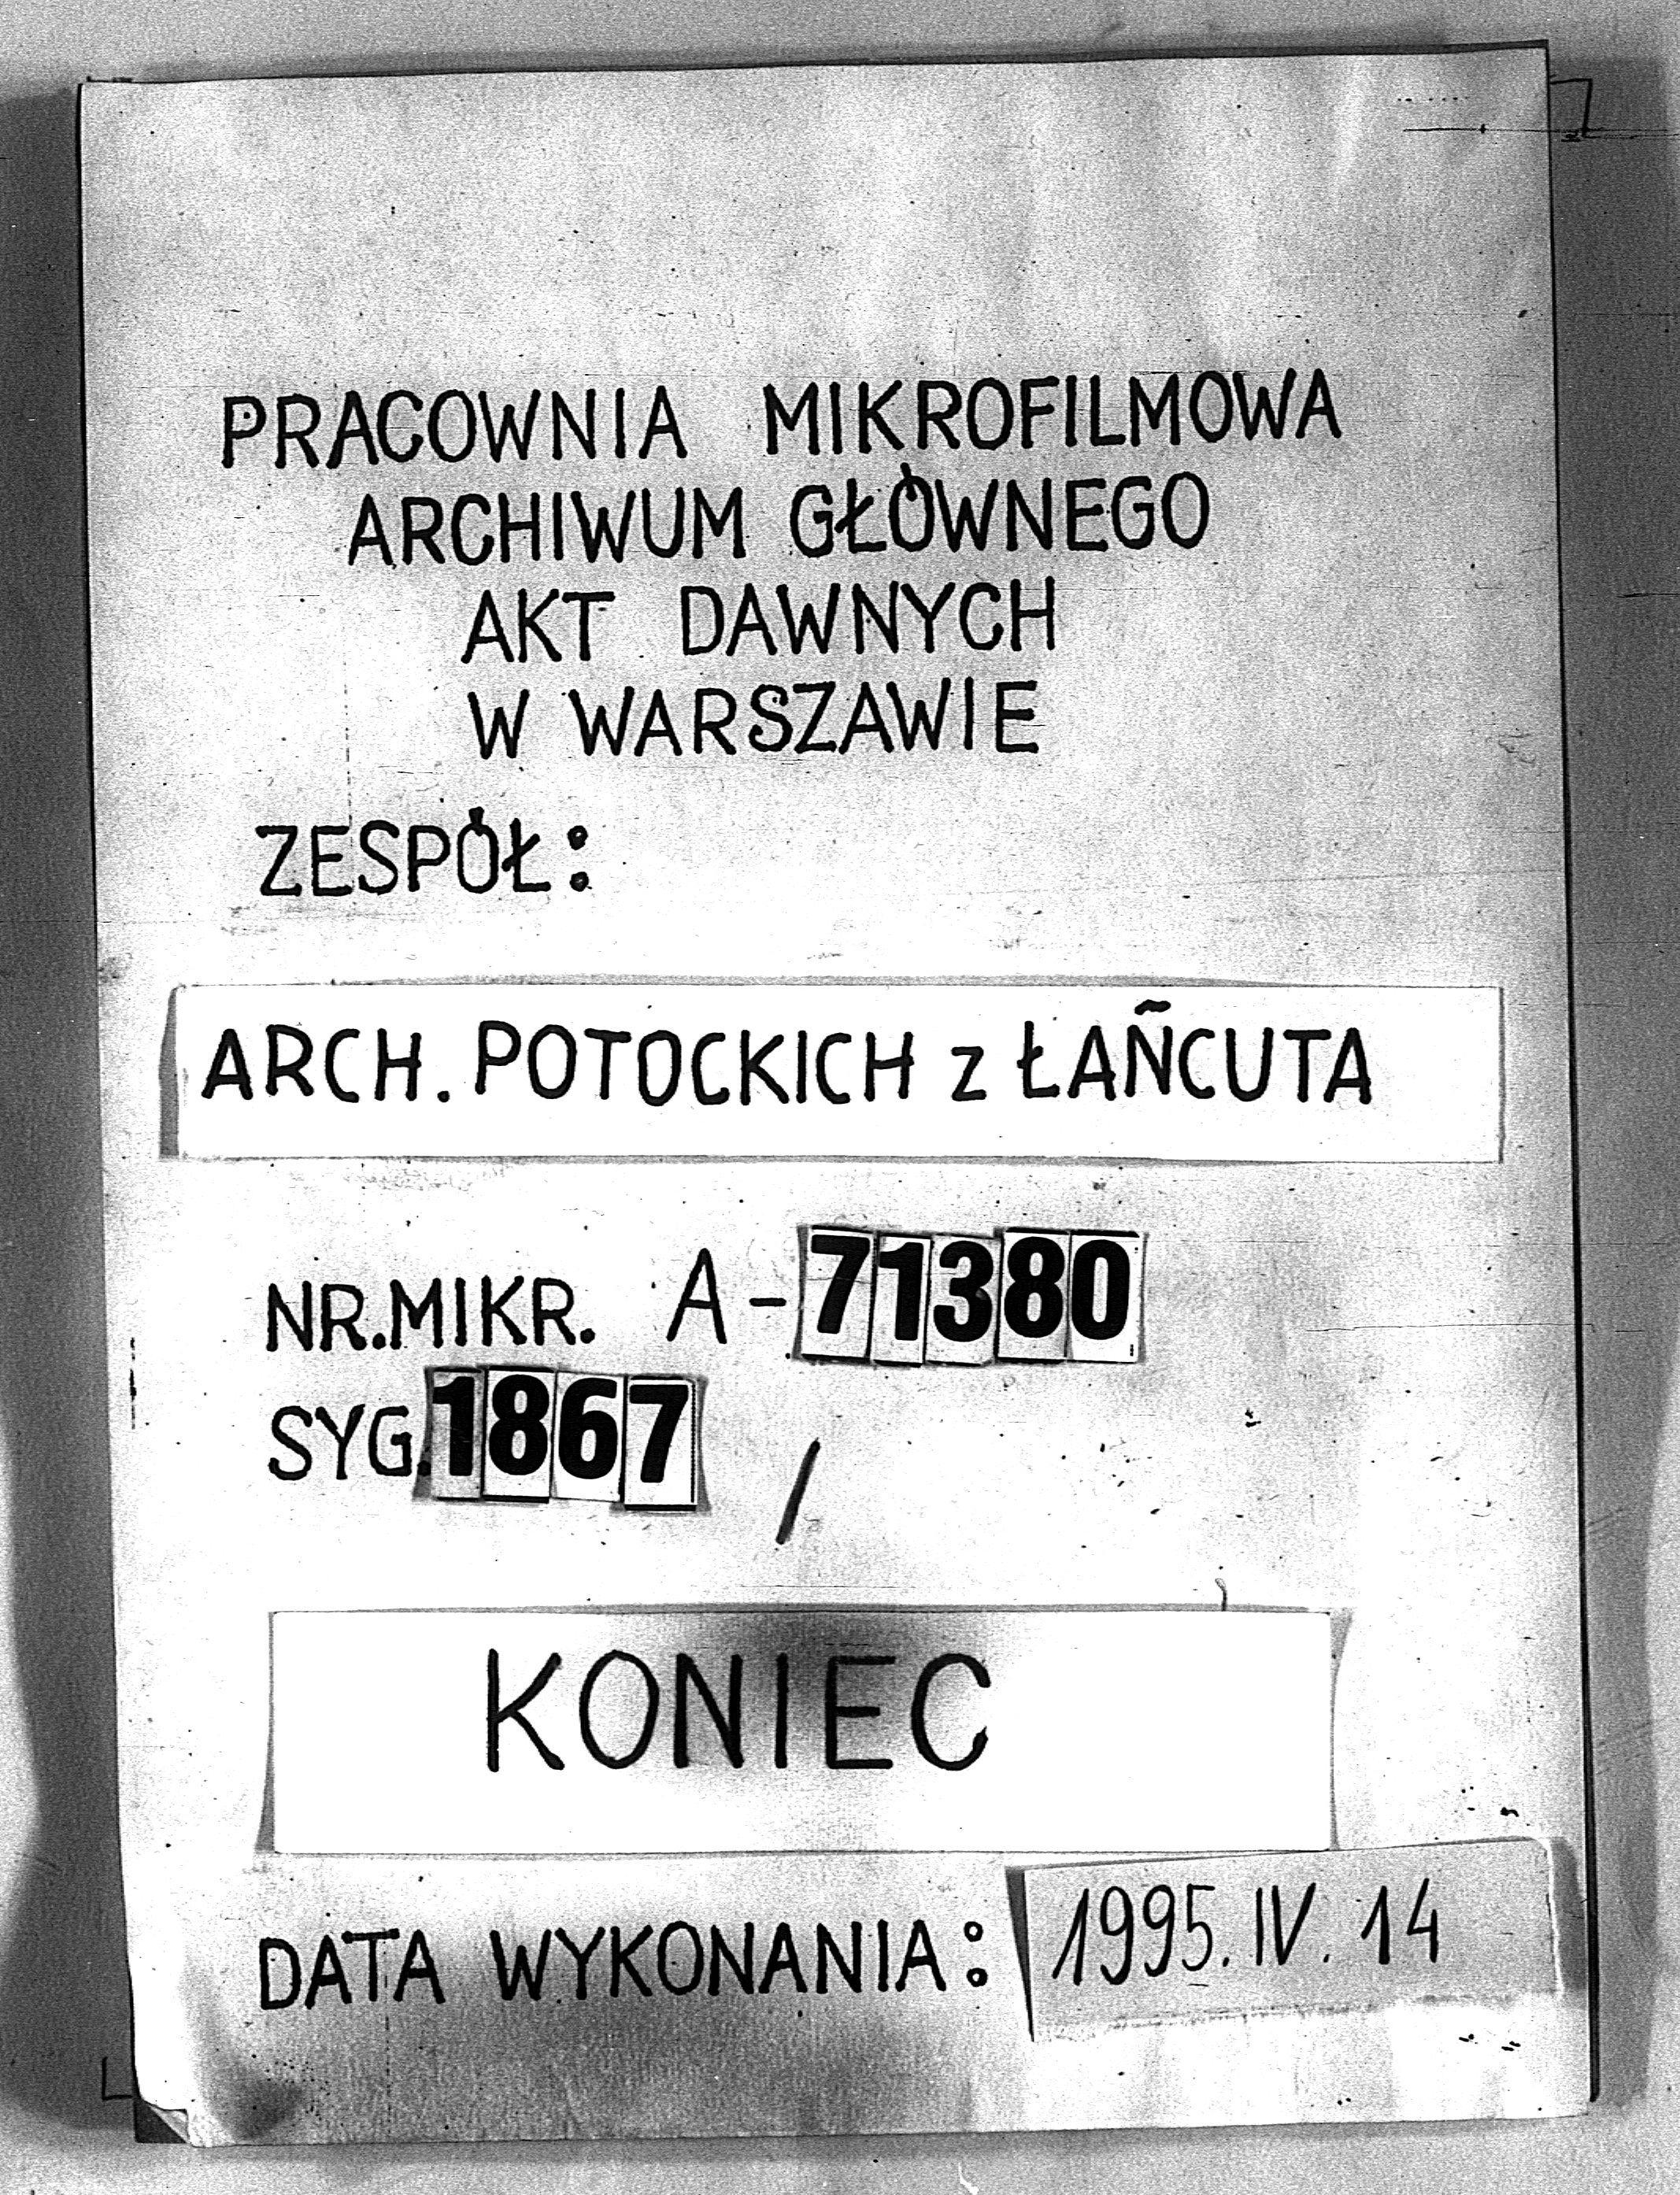 PRACOWNIA MIKROFILMOWA
ARCHIWUM GŁÓWNEGO
AKT DAWNYCH
W WARSZAWIE
ZESPÓŁ:
ARCH. POTOCKICH z ŁAŃCUTA
NR.MIKR. A-71380
SYG.1867 /
KONIEC
DATA WYKONANIA: 1995.IV.14